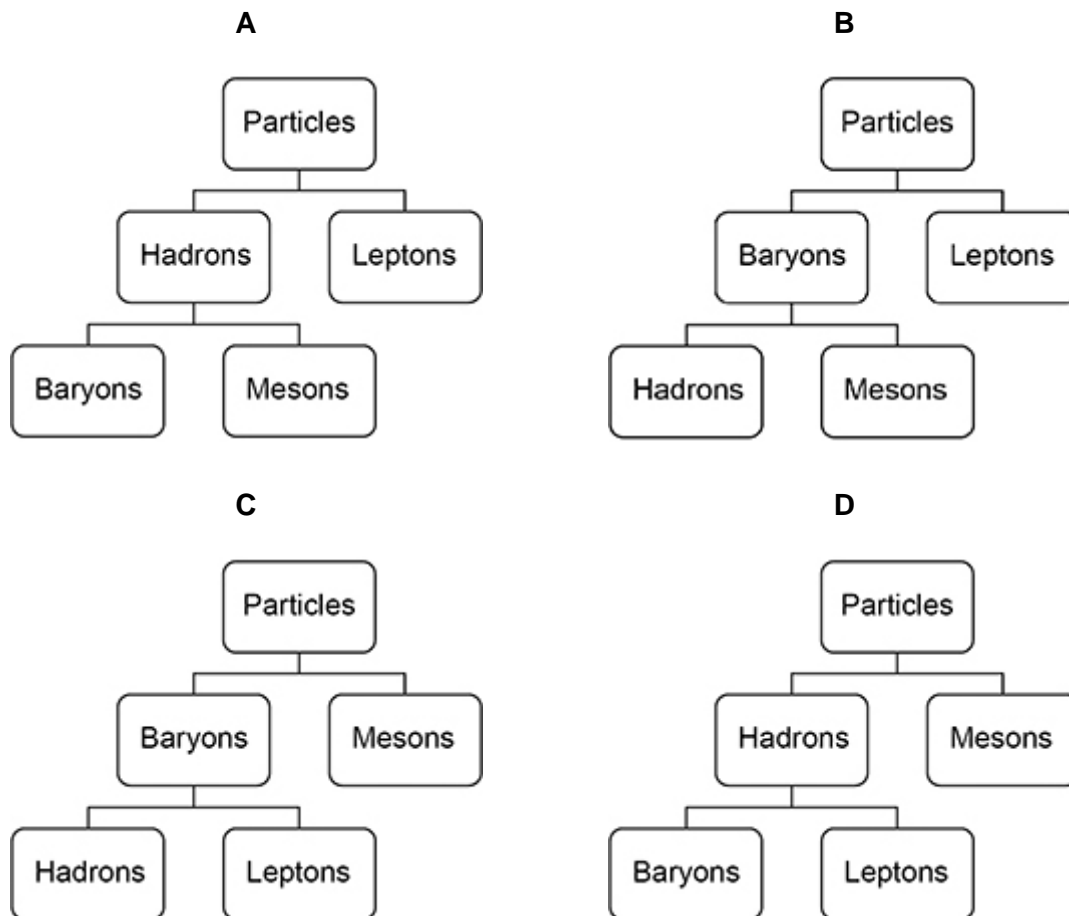 A
B
Particles
Particles
Hadrons
Leptons
Baryons
Leptons
Baryons
Mesons
Hadrons
Mesons
C
D
Particles
Particles
Baryons
Mesons
Hadrons
Mesons
Hadrons
Leptons
Baryons
Leptons